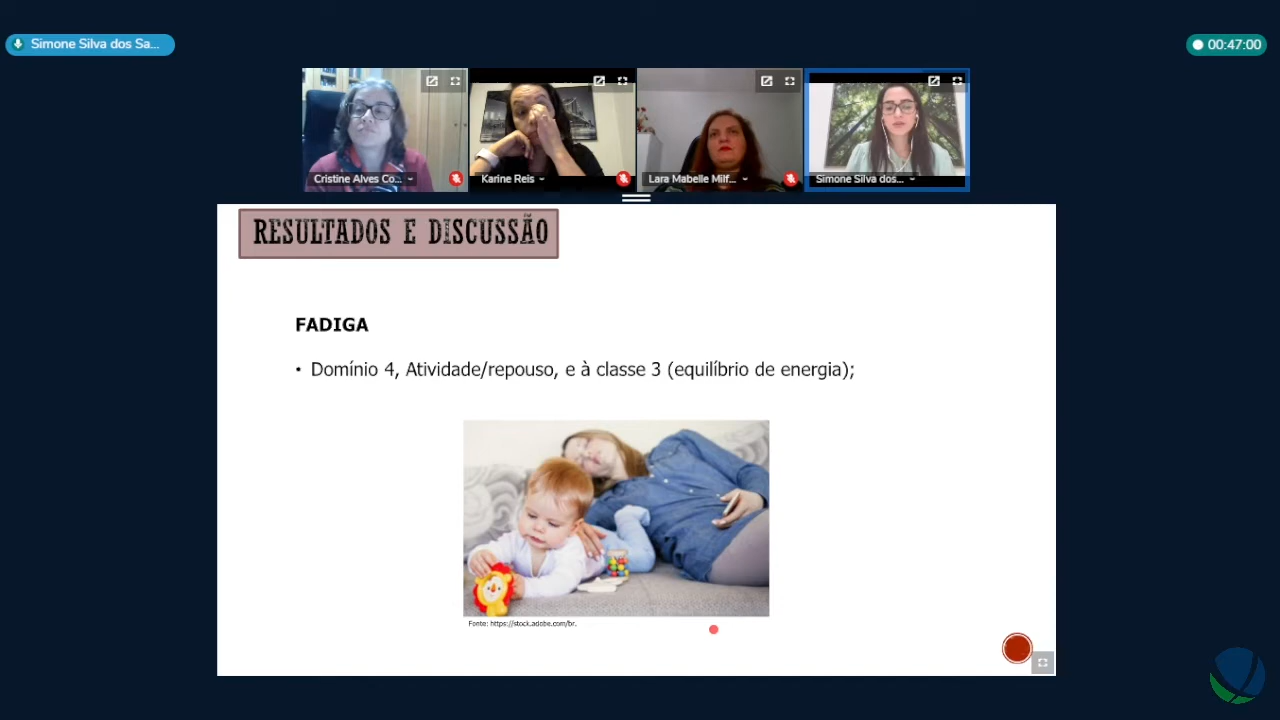 Simone Silva dos Sa...
00:47:00
Cristine Alves Co...
Karine Reis
Lara Mabelle Milf...
Simone Silva dos...
RESULTADOS E DISCUSSÃO
FADIGA
• Domínio 4, Atividade/repouso, e à classe 3 (equilíbrio de energia);
Fonte: https://stock.adobe.com/br.